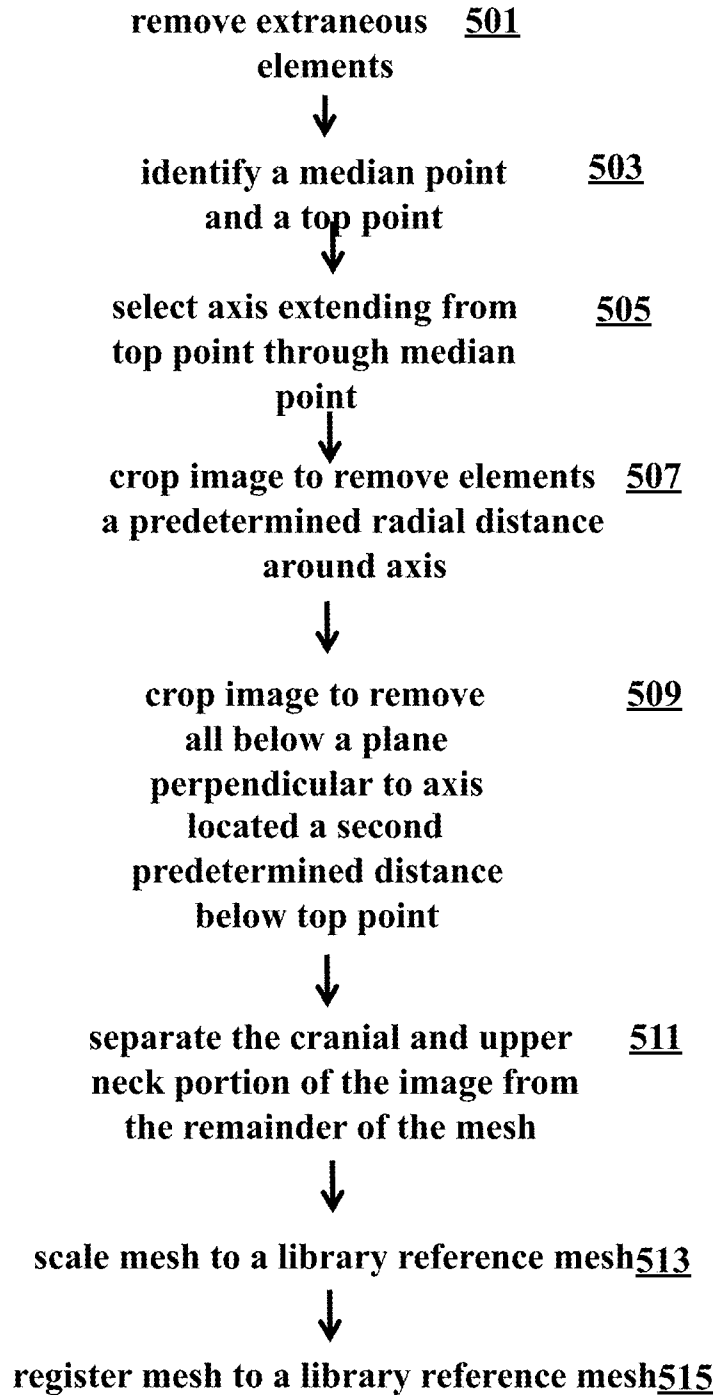 remove extraneous 501
elements
identify a median point 503
and a top point
select axis extending from 505
top point through median
point
crop image to remove elements 507
a predetermined radial distance
around axis
crop image to remove 509
all below a plane
perpendicular to axis
located a second
predetermined distance
below top point
separate the cranial and upper 511
neck portion of the image from
the remainder of the mesh
scale mesh to a library reference mesh513
register mesh to a library reference mesh515